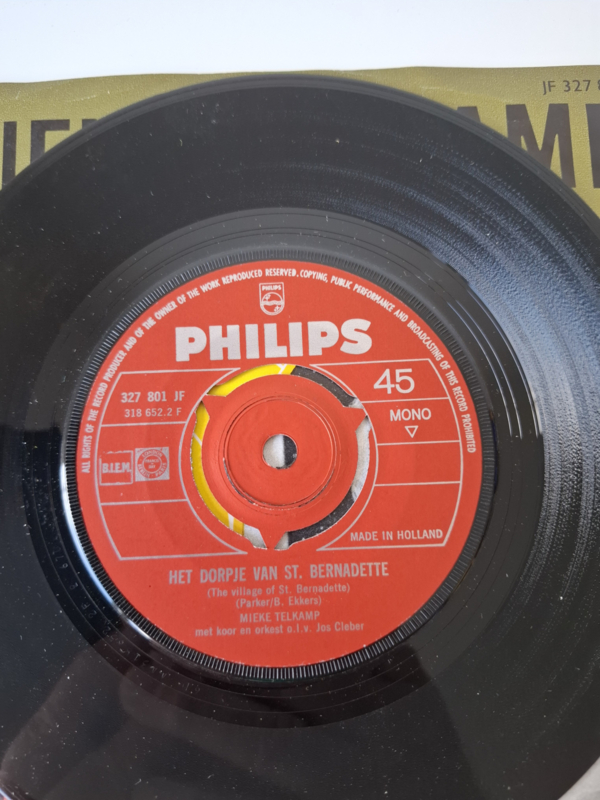 JF 327 8
ALL RIGHTS OF THE RECORD PRODUCER AND OF THE OWNER OF THE WORK REPRODUCED RESERVED. COPYING, PUBLIC PERFORMANCE AND BROADCASTING OF THIS RECORD PROHIBITED
PHILIPS
PHILIPS
327 801 JF
318 652.2 F
45
MONO
B.I.E.M.
MADE IN HOLLAND
HET DORPJE VAN ST. BERNADETTE
(The village of St. Bernadette)
(Parker/B. Ekkers)
MIEKE TELKAMP
met koor en orkest o.l.v. Jos Cleber